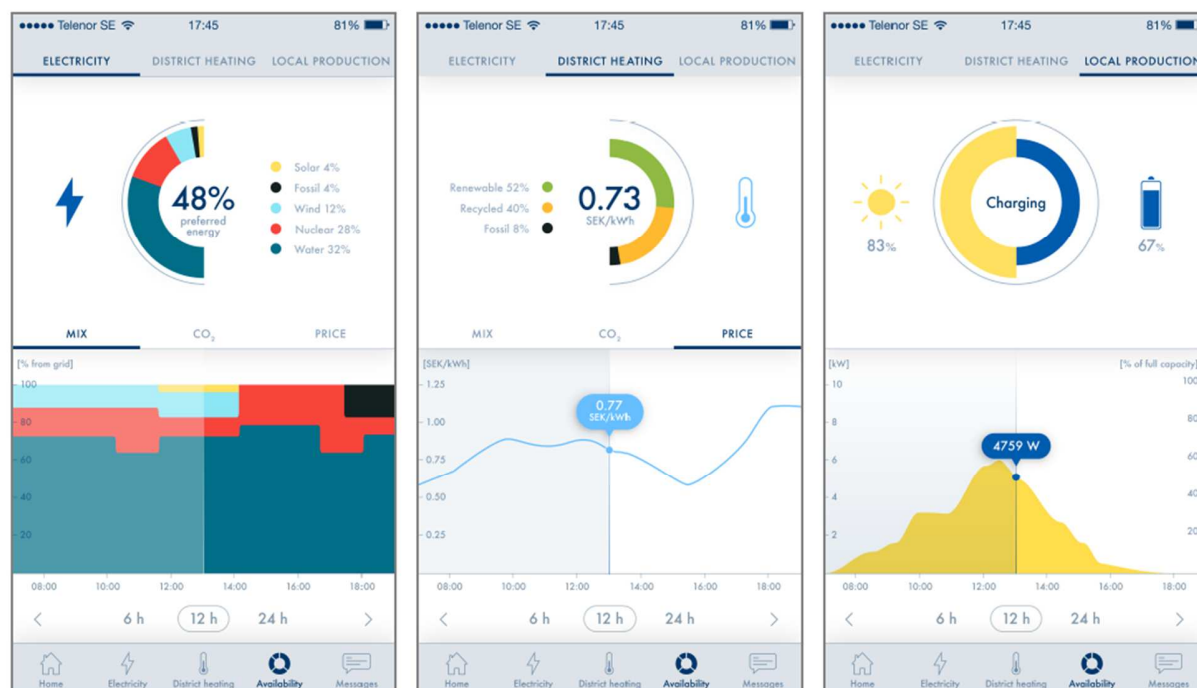 Telenor SE 17:45 81%
ELECTRICITY DISTRICT HEATING LOCAL PRODUCTION
48%
preferred
energy
Solar 4%
Fossil 4%
Wind 12%
Nuclear 28%
Water 32%
MIX CO₂ PRICE
[% from grid]
100
80
60
40
20
08:00 10:00 12:00 14:00 16:00 18:00
< 6 h 12 h 24 h >
Home Electricity District heating Availability Messages
Telenor SE 17:45 81%
ELECTRICITY DISTRICT HEATING LOCAL PRODUCTION
Renewable 52%
Recycled 40%
Fossil 8%
0.73
SEK/kWh
MIX CO₂ PRICE
[SEK/kWh]
1.25
1.00
0.75
0.50
0.25
0.77
SEK/kWh
08:00 10:00 12:00 14:00 16:00 18:00
< 6 h 12 h 24 h >
Home Electricity District heating Availability Messages
Telenor SE 17:45 81%
ELECTRICITY DISTRICT HEATING LOCAL PRODUCTION
83%
Charging
67%
[kW] [% of full capacity]
10 100
8 80
6 60
4 40
2 20
4759 W
08:00 10:00 12:00 14:00 16:00 18:00
< 6 h 12 h 24 h >
Home Electricity District heating Availability Messages